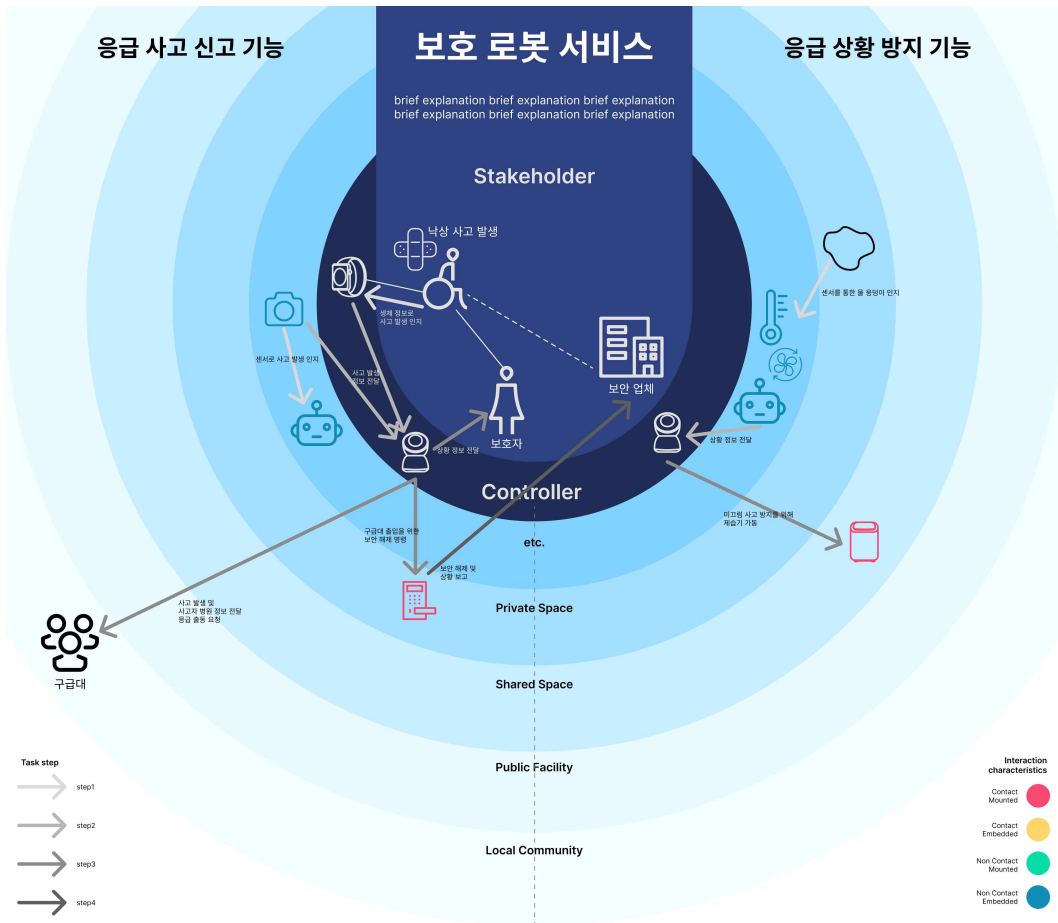 응급 사고 신고 기능
보호 로봇 서비스
응급 상황 방지 기능
brief explanation brief explanation brief explanation
brief explanation brief explanation brief explanation
Stakeholder
낙상 사고 발생
생체 정보로
사고 발생 인지
센서로 사고 발생 인지
사고 발생
정보 전달
보호자
상황 정보 전달
보안 업체
센서를 통한 물 웅덩이 인지
상황 정보 전달
Controller
미끄럼 사고 방지를 위해
제습기 가동
구급대 출입을 위한
보안 해제 명령
보안 해제 및
상황 보고
etc.
사고 발생 및
사고자 병원 정보 전달
응급 출동 요청
구급대
Private Space
Shared Space
Public Facility
Local Community
Task step
step1
step2
step3
step4
Interaction
characteristics
Contact
Mounted
Contact
Embedded
Non Contact
Mounted
Non Contact
Embedded